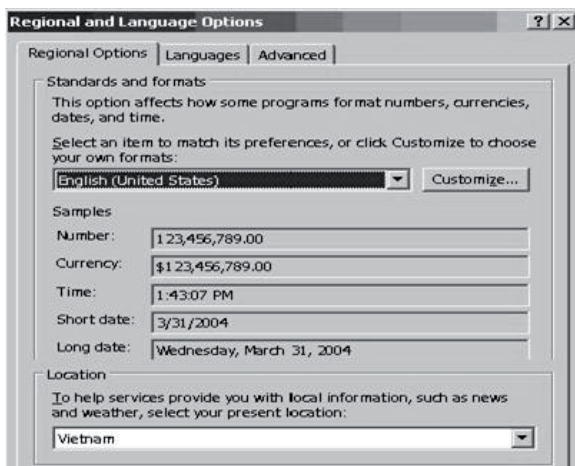 Regional and Language Options
Regional Options Languages Advanced
Standards and formats
This option affects how some programs format numbers, currencies,
dates, and time.
Select an item to match its preferences, or click Customize to choose
your own formats:
English (United States) Customize...
Samples
Number: 123,456,789.00
Currency: $123,456,789.00
Time: 1:43:07 PM
Short date: 3/31/2004
Long date: Wednesday, March 31, 2004
Location
To help services provide you with local information, such as news
and weather, select your present location:
Vietnam